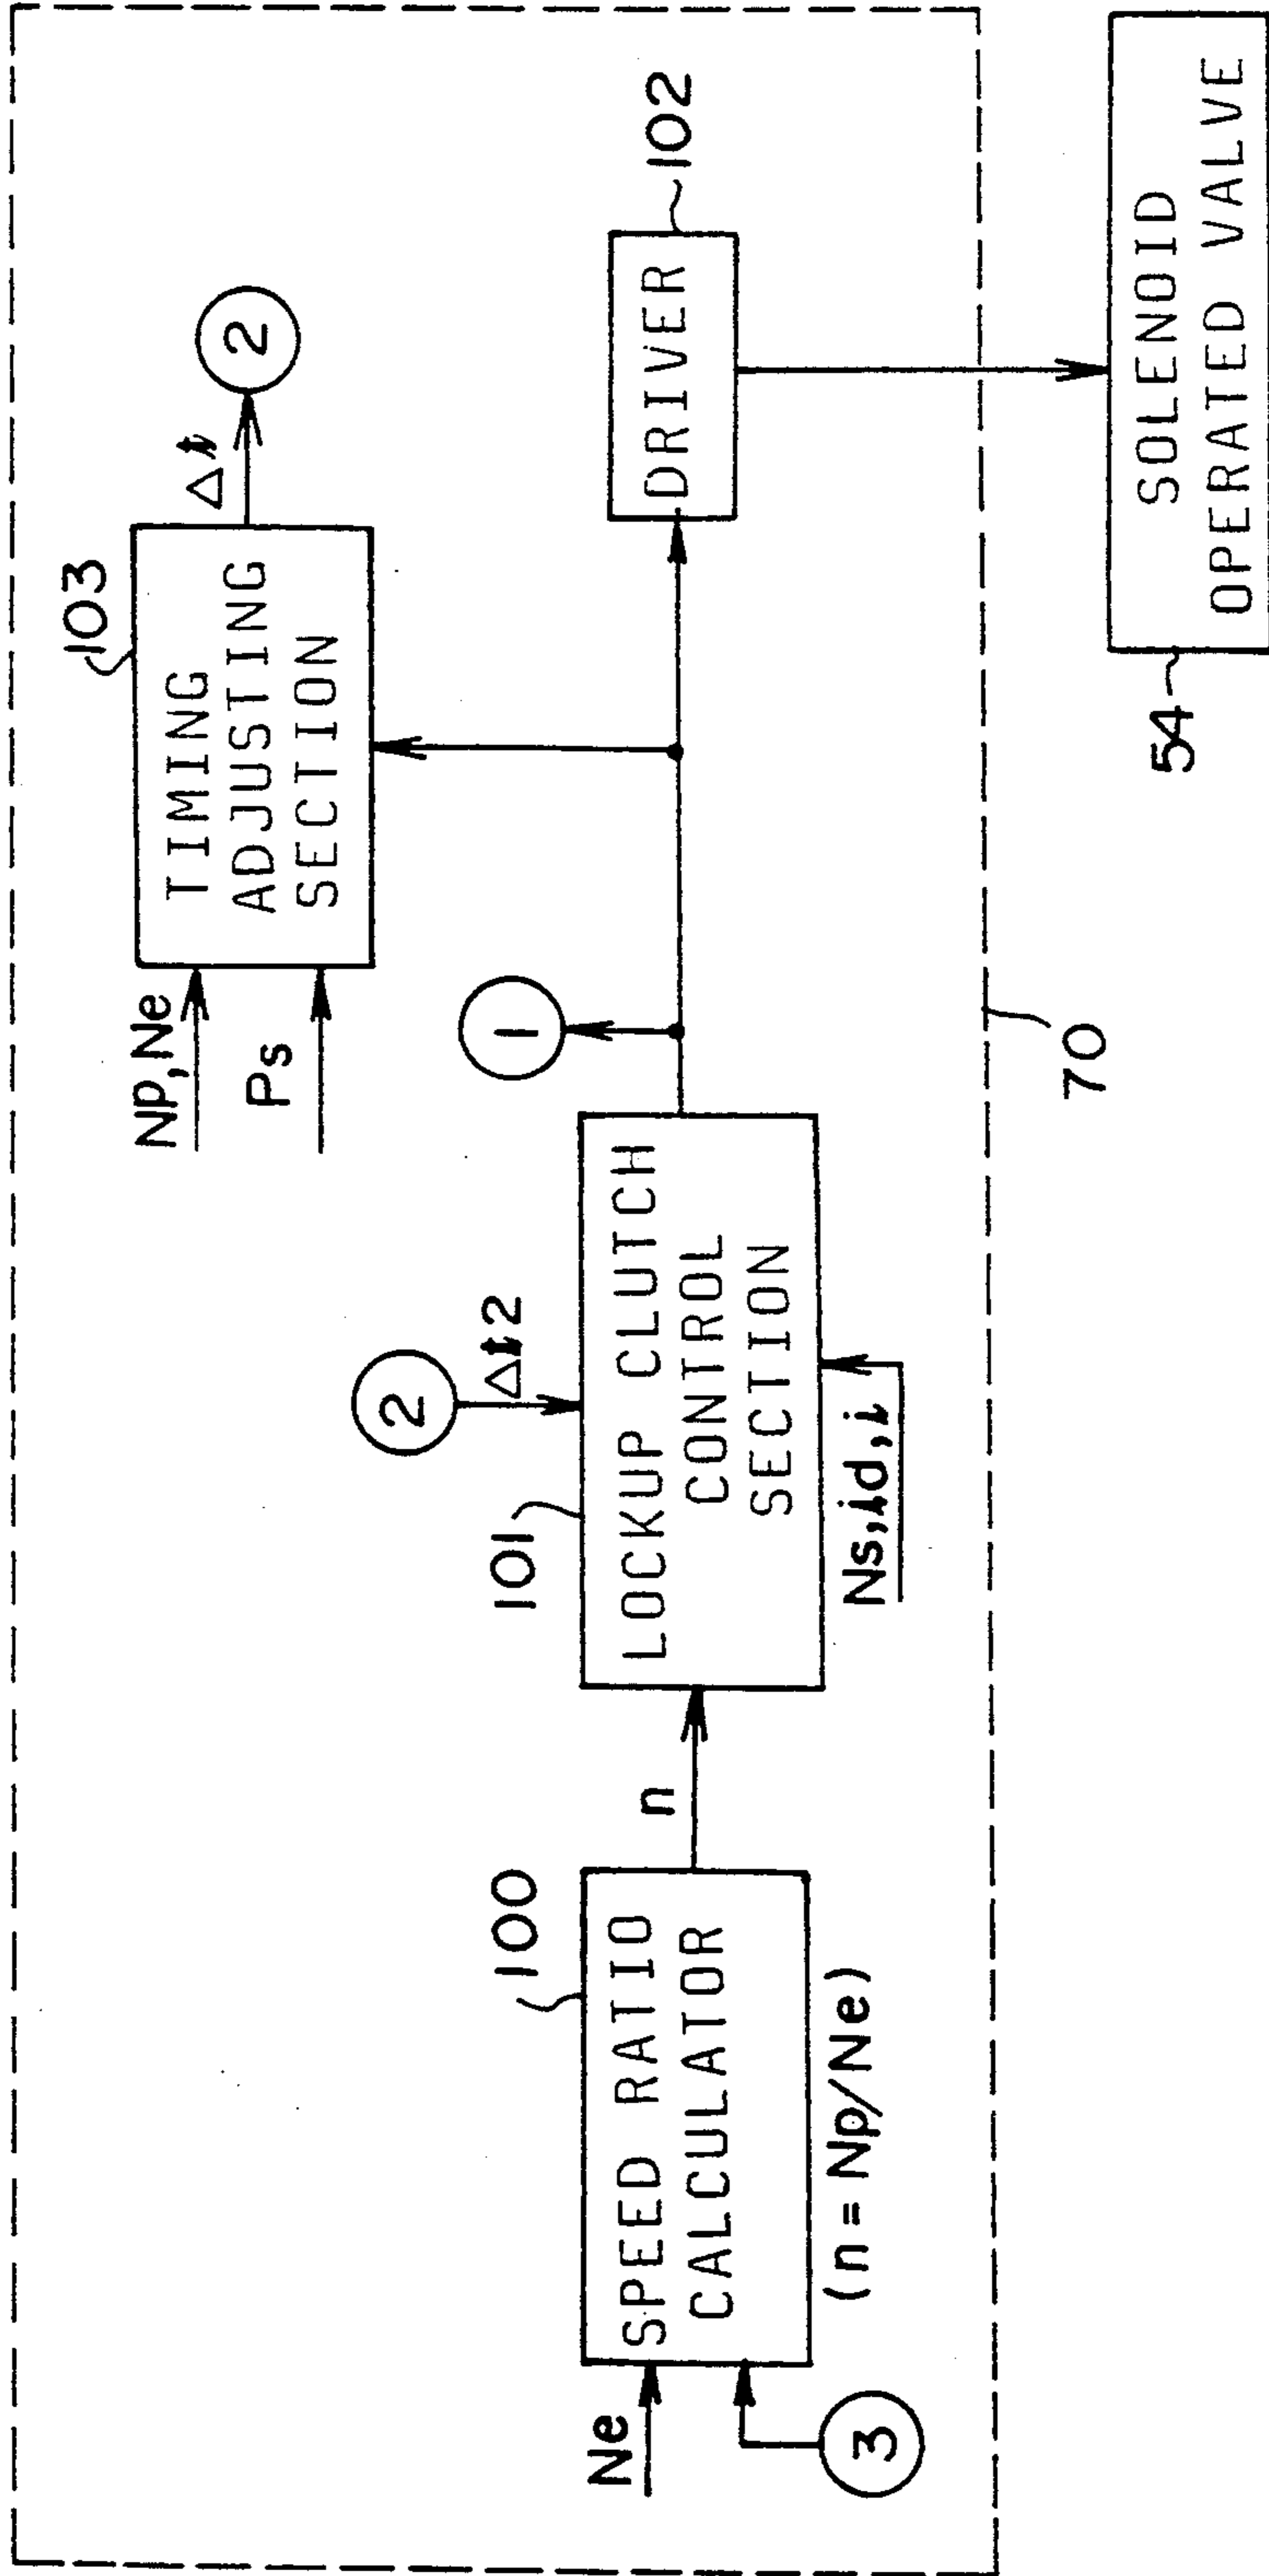 103
TIMING
ADJUSTING
SECTION
Np,Ne
Ps
Δt
2
1
102
DRIVER
2
Δt2
101
LOCKUP CLUTCH
CONTROL
SECTION
Ns,id,i
n
100
SPEED RATIO
CALCULATOR
(n = Np/Ne)
Ne
3
70
54
SOLENOID
OPERATED VALVE